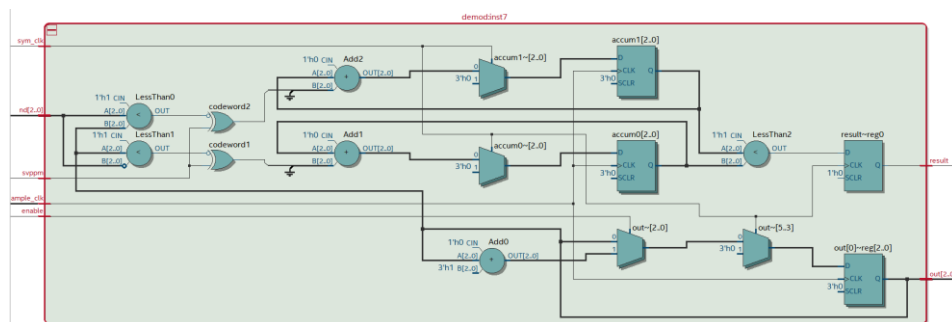 demod:inst7
sym_clk
accum1[2..0]
1'h0 CIN
Add2
accum1~[2..0]
A[2..0]
B[2..0]
OUT[2..0]
0
3'h0 1
D
CLK
3'h0 SCLR
Q
1'h1 CIN
LessThan0
codeword2
nd[2..0]
A[2..0]
B[2..0]
OUT
1'h1 CIN
LessThan1
codeword1
A[2..0]
B[2..0]
OUT
1'h0 CIN
Add1
accum0~[2..0]
A[2..0]
B[2..0]
OUT[2..0]
0
3'h0 1
accum0[2..0]
D
CLK
3'h0 SCLR
Q
1'h1 CIN
LessThan2
A[2..0]
B[2..0]
OUT
result~reg0
D
CLK
1'h0 SCLR
Q
result
svppm
ample_clk
enable
out~[2..0]
0
1
out~[5..3]
0
3'h0 1
1'h0 CIN
Add0
A[2..0]
3'h1 B[2..0]
OUT[2..0]
out[0]~reg[2..0]
D
CLK
3'h0 SCLR
Q
out[2..0